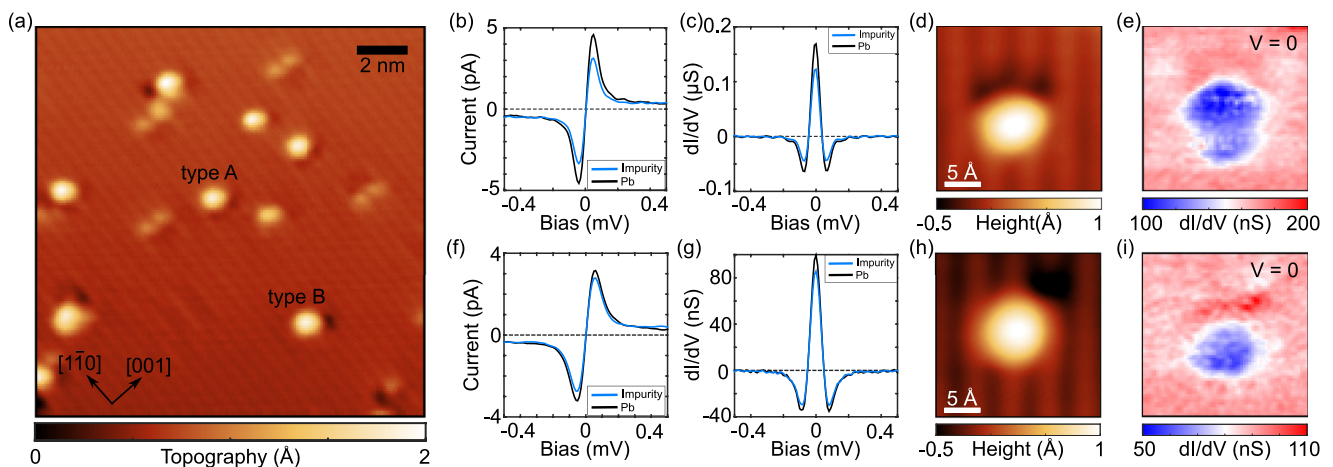 (a)
2 nm
type A
type B
[11̅0]
[001]
0
Topography (Å)
2
(b)
Current (pA)
5
0
-5
Impurity
Pb
-0.4
0
0.4
Bias (mV)
(c)
dI/dV (µS)
0.2
0.1
0
-0.1
Impurity
Pb
-0.4
0
0.4
Bias (mV)
(d)
5 Å
-0.5
Height(Å)
1
(e)
V = 0
100
dI/dV (nS)
200
(f)
Current (pA)
4
0
-4
Impurity
Pb
-0.4
0
0.4
Bias (mV)
(g)
dI/dV (nS)
80
40
0
-40
Impurity
Pb
-0.4
0
0.4
Bias (mV)
(h)
5 Å
-0.5
Height (Å)
1
(i)
V = 0
50
dI/dV (nS)
110